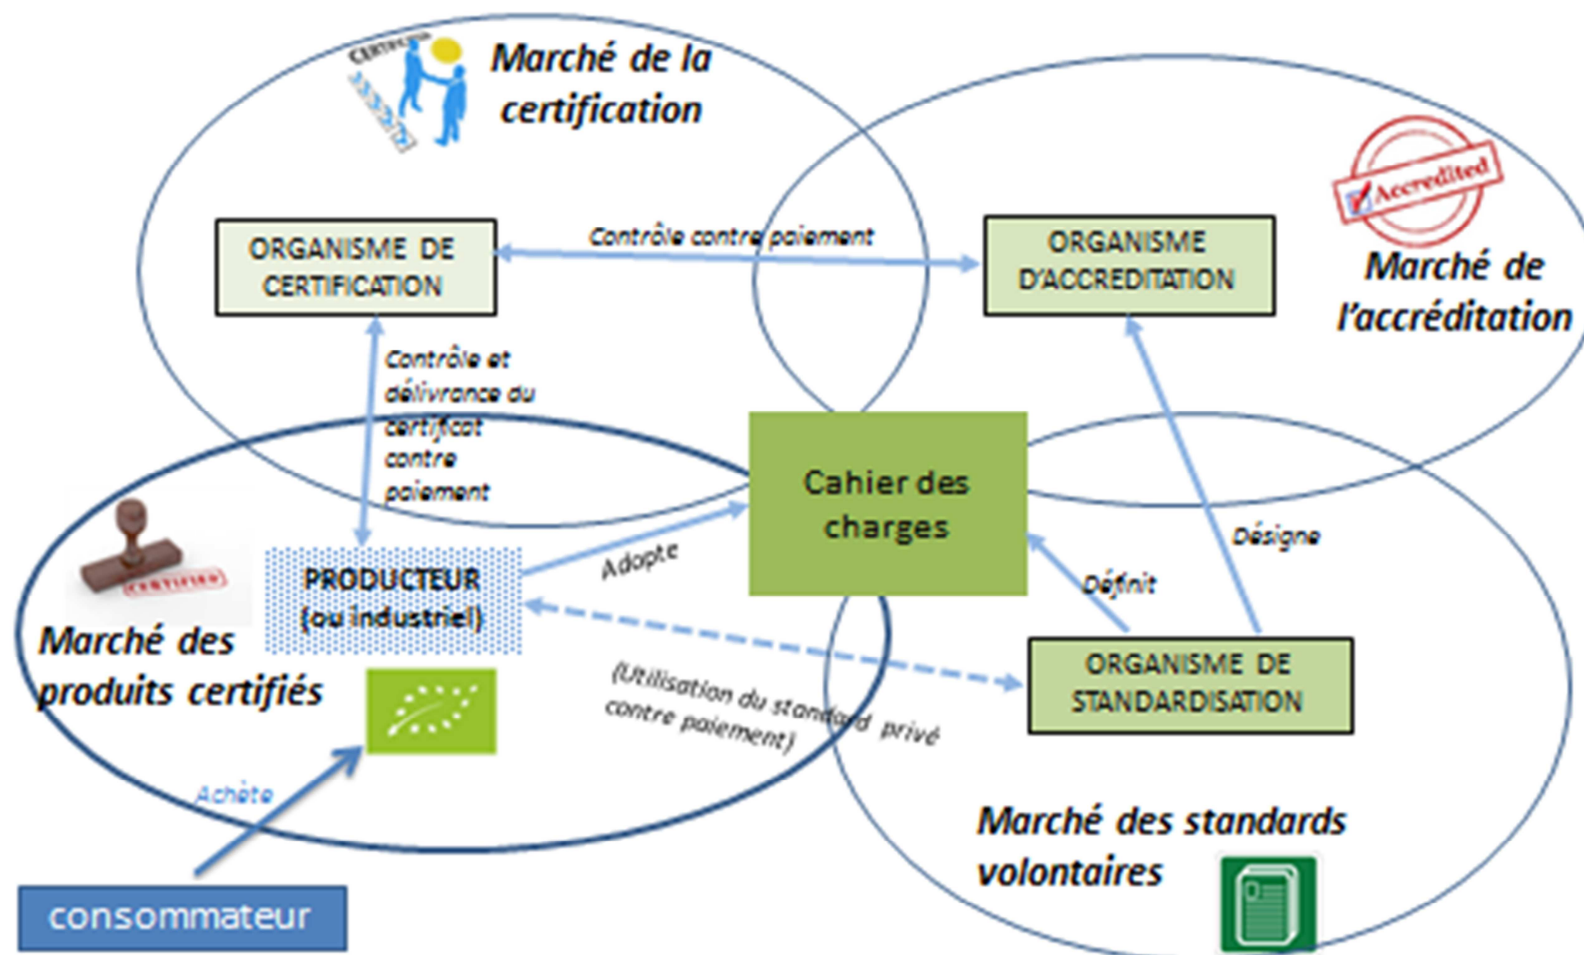 Marché de la
certification
Accredited
Marché de
l'accréditation
ORGANISME DE
CERTIFICATION
Contrôle contre paiement
ORGANISME
D'ACCREDITATION
Contrôle et
délivrance du
certificat
contre
paiement
Cahier des
charges
Désigne
Définit
Adopte
CERTIFIED
PRODUCTEUR
(ou industriel)
Marché des
produits certifiés
(Utilisation du standard privé
contre paiement)
ORGANISME DE
STANDARDISATION
Achète
Marché des standards
volontaires
consommateur